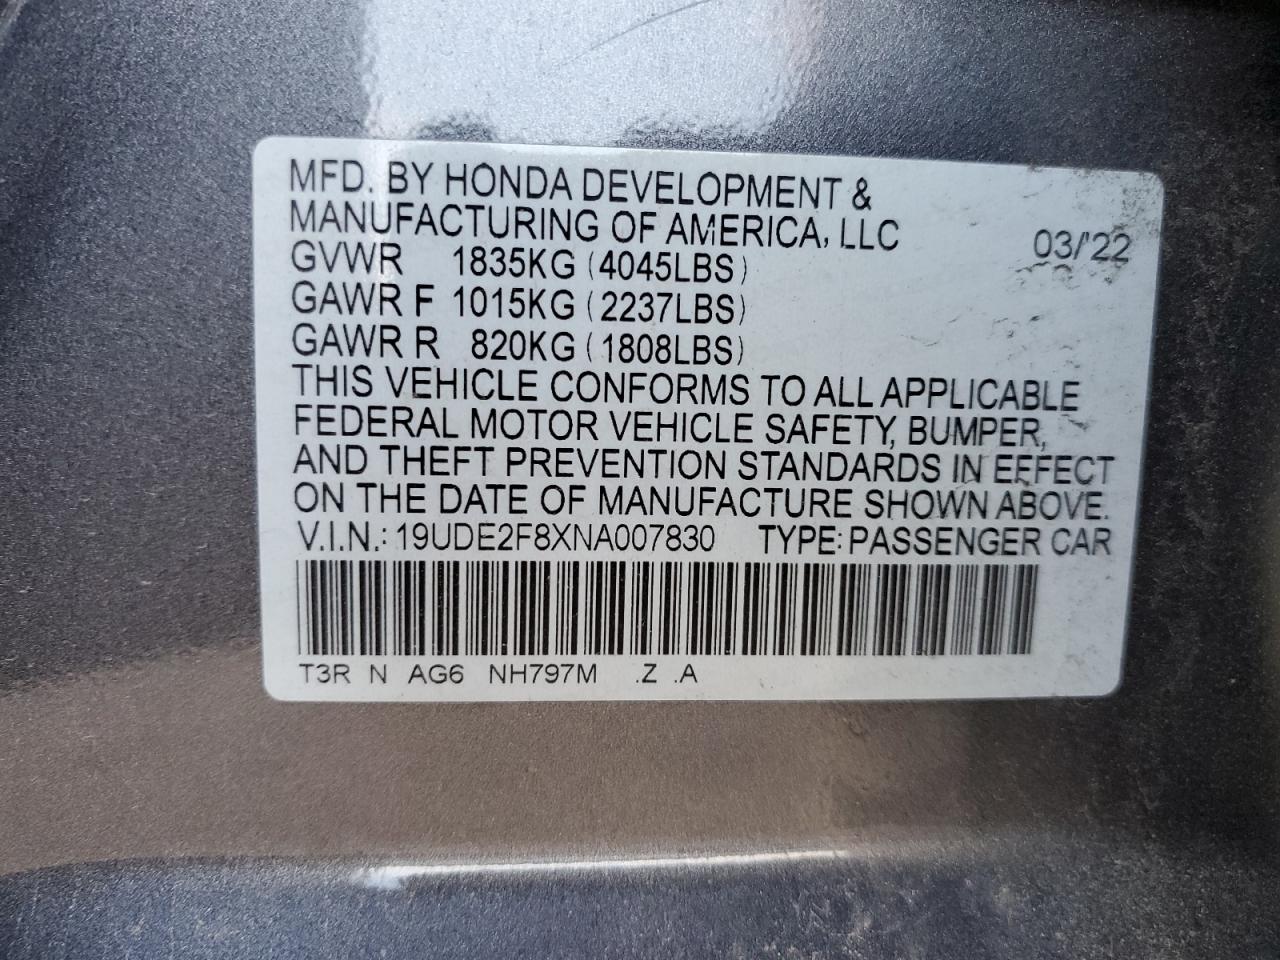 MFD. BY HONDA DEVELOPMENT &
MANUFACTURING OF AMERICA, LLC 03/'22
GVWR 1835KG (4045LBS)
GAWR F 1015KG (2237LBS)
GAWR R 820KG (1808LBS)
THIS VEHICLE CONFORMS TO ALL APPLICABLE
FEDERAL MOTOR VEHICLE SAFETY, BUMPER,
AND THEFT PREVENTION STANDARDS IN EFFECT
ON THE DATE OF MANUFACTURE SHOWN ABOVE.
V.I.N.: 19UDE2F8XNA007830 TYPE: PASSENGER CAR
T3R N AG6 NH797M .Z .A